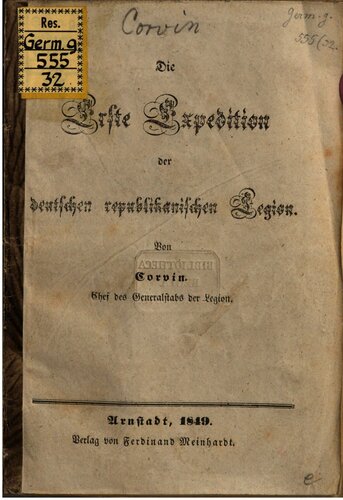 Res.
Germ.g.
555
32
Corvin
Germ. g.
555 (32.
Die
Erste Expedition
der
deutschen republikanischen Legion.
Von
Corvin.
Chef des Generalstabs der Legion.
Arnstadt, 1849.
Verlag von Ferdinand Meinhardt.
e